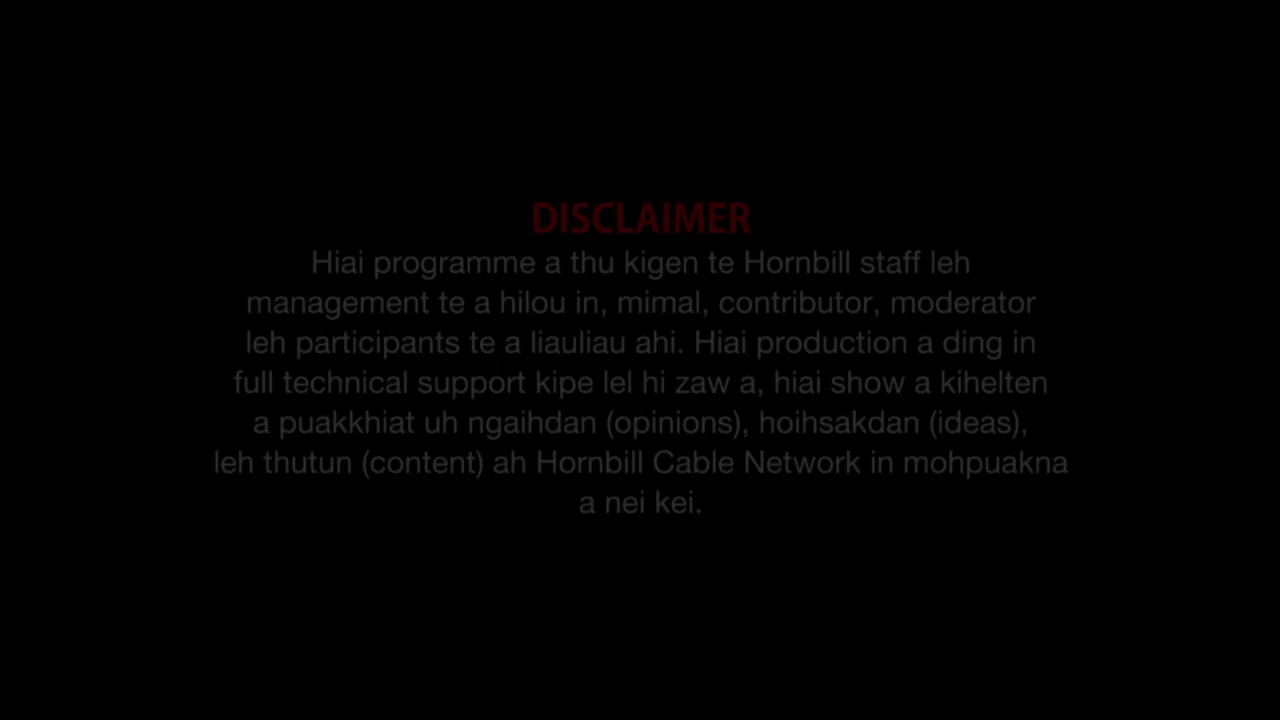 DISCLAIMER
Hiai programme a thu kigen te Hornbill staff leh
management te a hilou in, mimal, contributor, moderator
leh participants te a liauliau ahi. Hiai production a ding in
full technical support kipe lel hi zaw a, hiai show a kihelten
a puakkhiat uh ngaihdan (opinions), hoihsakdan (ideas),
leh thutun (content) ah Hornbill Cable Network in mohpuakna
a nei kei.